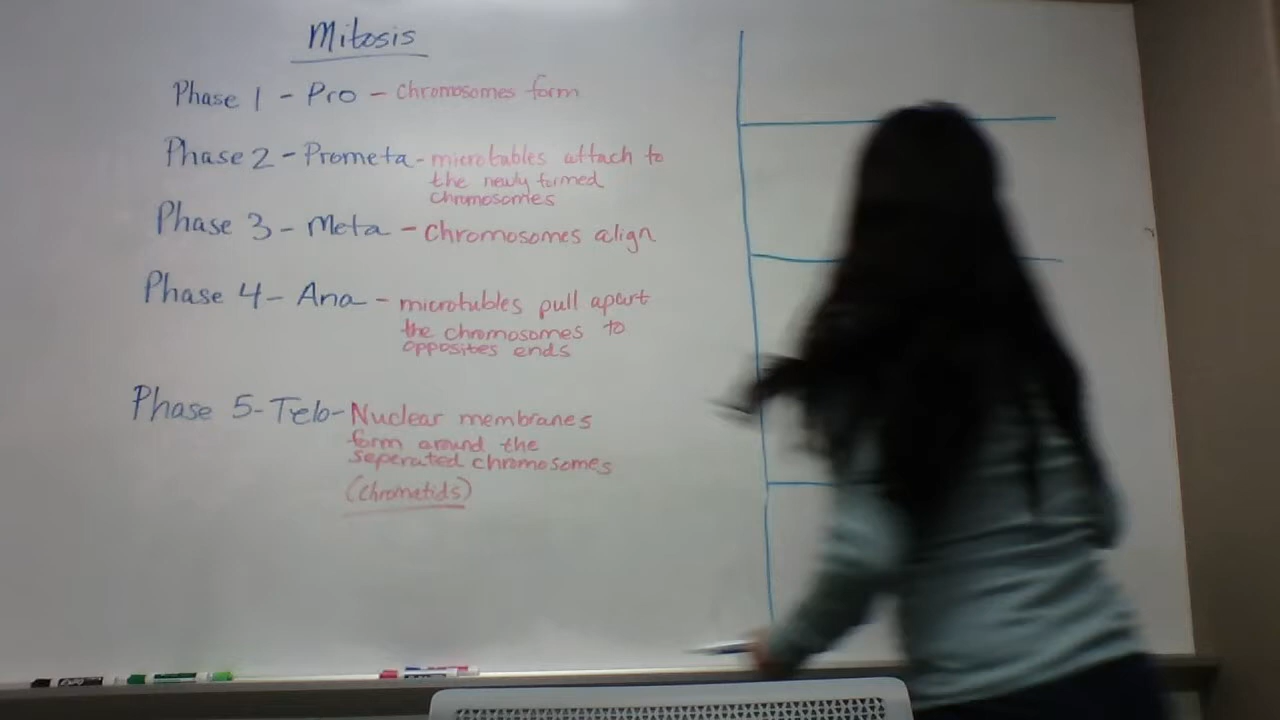 Mitosis
Phase 1 - Pro - chromosomes form
Phase 2 - Prometa - microtubles attach to
the newly formed
chromosomes
Phase 3 - Meta - chromosomes align
Phase 4 - Ana - microtubles pull apart
the chromosomes to
opposites ends
Phase 5 - Telo - Nuclear membranes
form around the
seperated chromosomes
(chromatids)